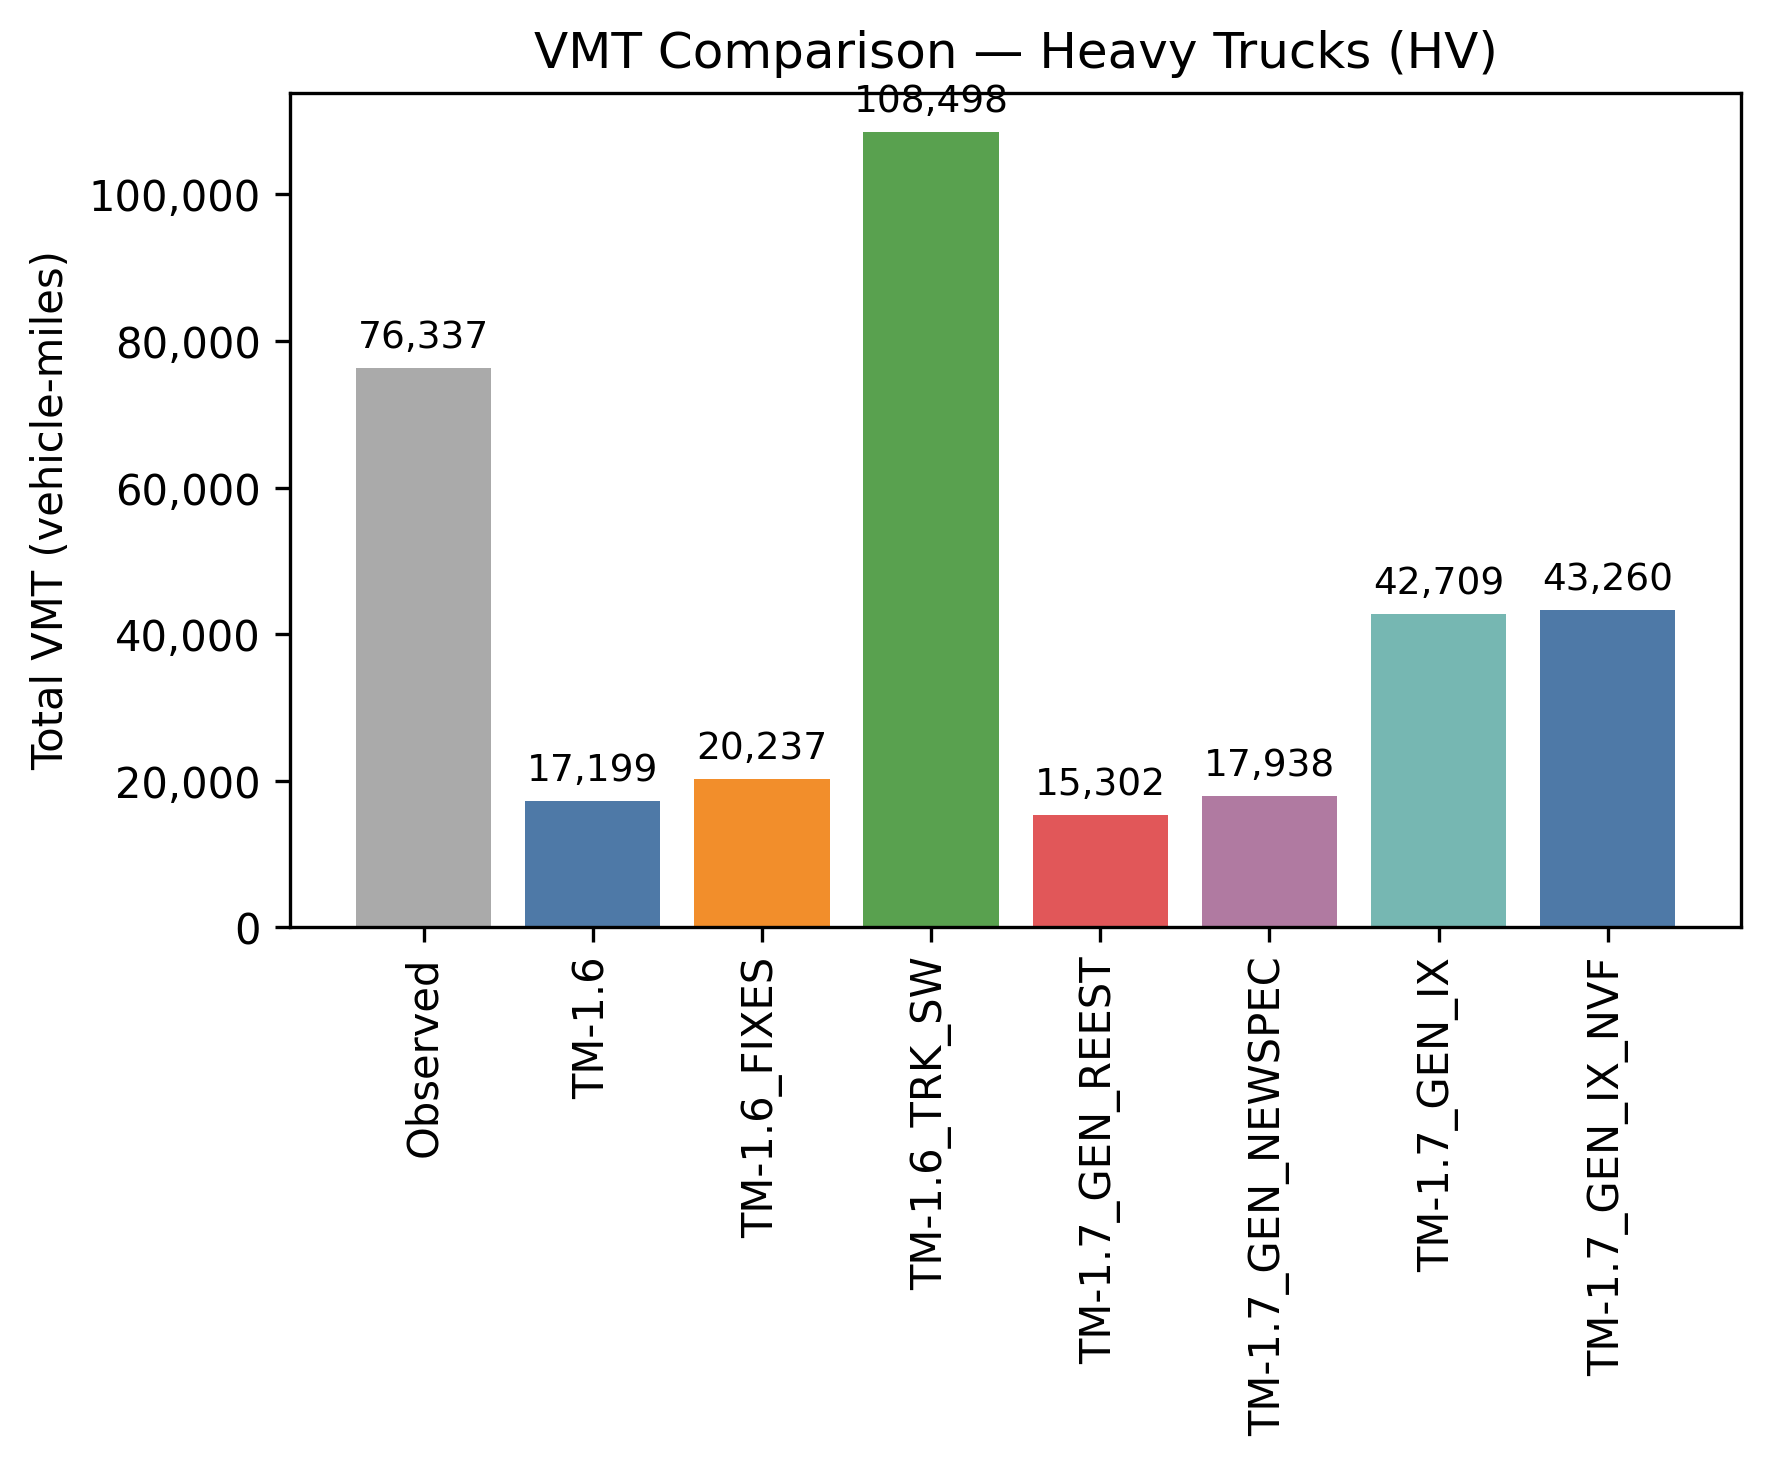 VMT Comparison — Heavy Trucks (HV)
Total VMT (vehicle-miles)
100,000
80,000
60,000
40,000
20,000
0
76,337
17,199
20,237
108,498
15,302
17,938
42,709
43,260
Observed
TM-1.6
TM-1.6_FIXES
TM-1.6_TRK_SW
TM-1.7_GEN_REEST
TM-1.7_GEN_NEWSPEC
TM-1.7_GEN_IX
TM-1.7_GEN_IX_NVF